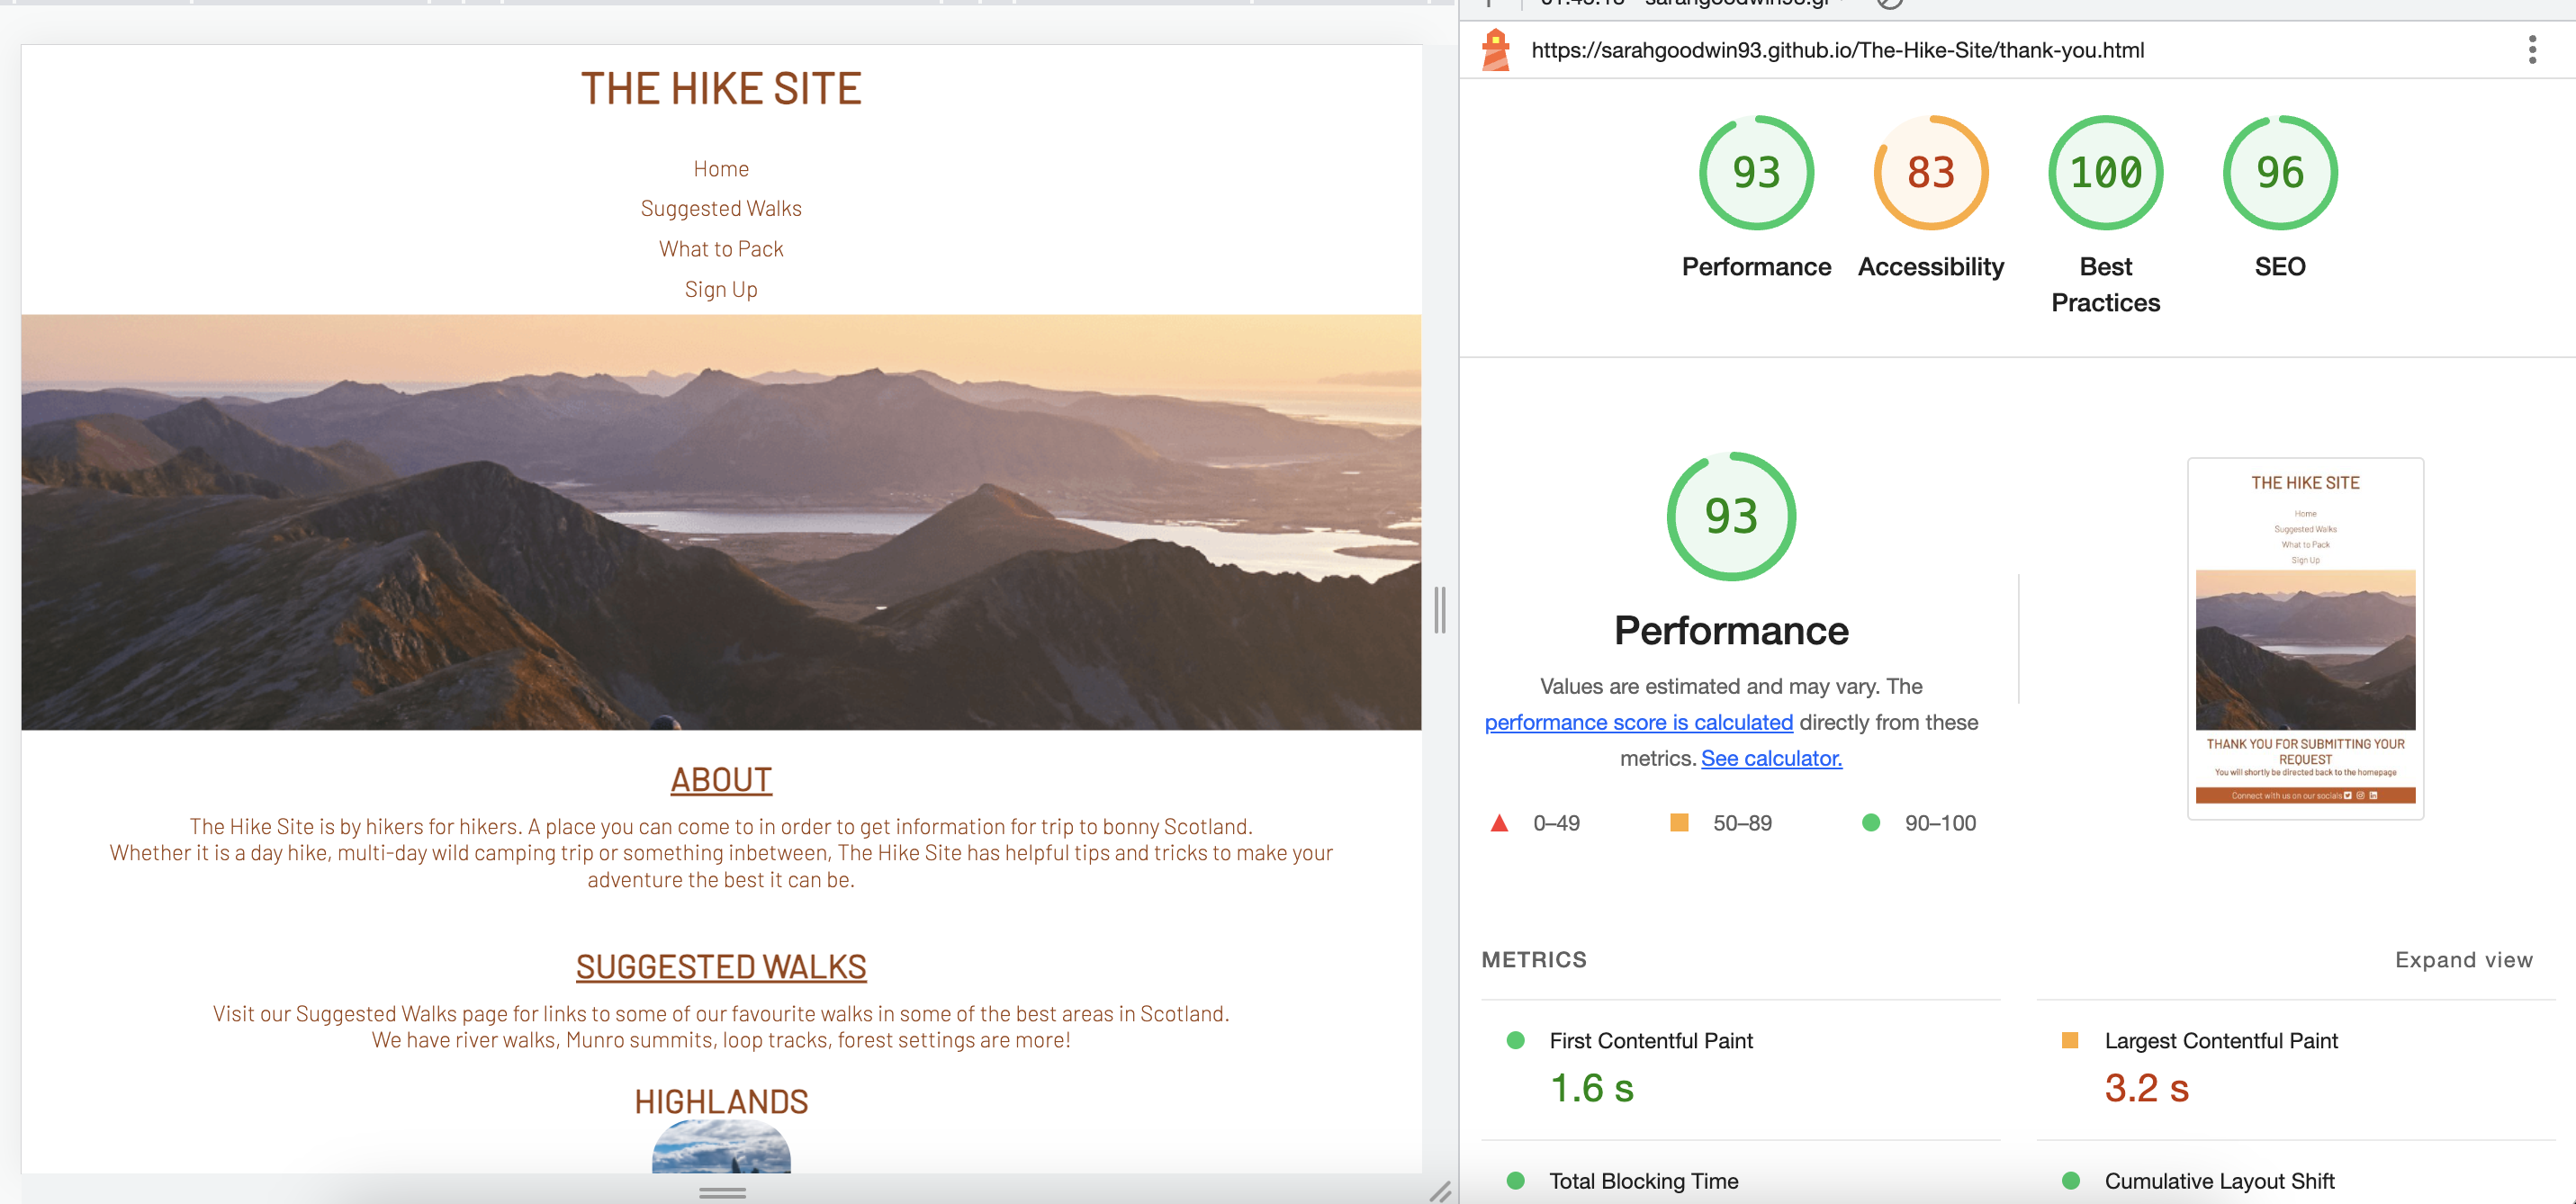 THE HIKE SITE
Home
Suggested Walks
What to Pack
Sign Up
ABOUT
The Hike Site is by hikers for hikers. A place you can come to in order to get information for trip to bonny Scotland.
Whether it is a day hike, multi-day wild camping trip or something inbetween, The Hike Site has helpful tips and tricks to make your
adventure the best it can be.
SUGGESTED WALKS
Visit our Suggested Walks page for links to some of our favourite walks in some of the best areas in Scotland.
We have river walks, Munro summits, loop tracks, forest settings are more!
HIGHLANDS
https://sarahgoodwin93.github.io/The-Hike-Site/thank-you.html
93
83
100
96
Performance
Accessibility
Best
Practices
SEO
93
Performance
Values are estimated and may vary. The
performance score is calculated directly from these
metrics. See calculator.
0–49
50–89
90–100
THE HIKE SITE
Home
Suggested Walks
What to Pack
Sign Up
THANK YOU FOR SUBMITTING YOUR
REQUEST
You will shortly be directed back to the homepage
Connect with us on our socials
METRICS
Expand view
First Contentful Paint
1.6 s
Largest Contentful Paint
3.2 s
Total Blocking Time
Cumulative Layout Shift